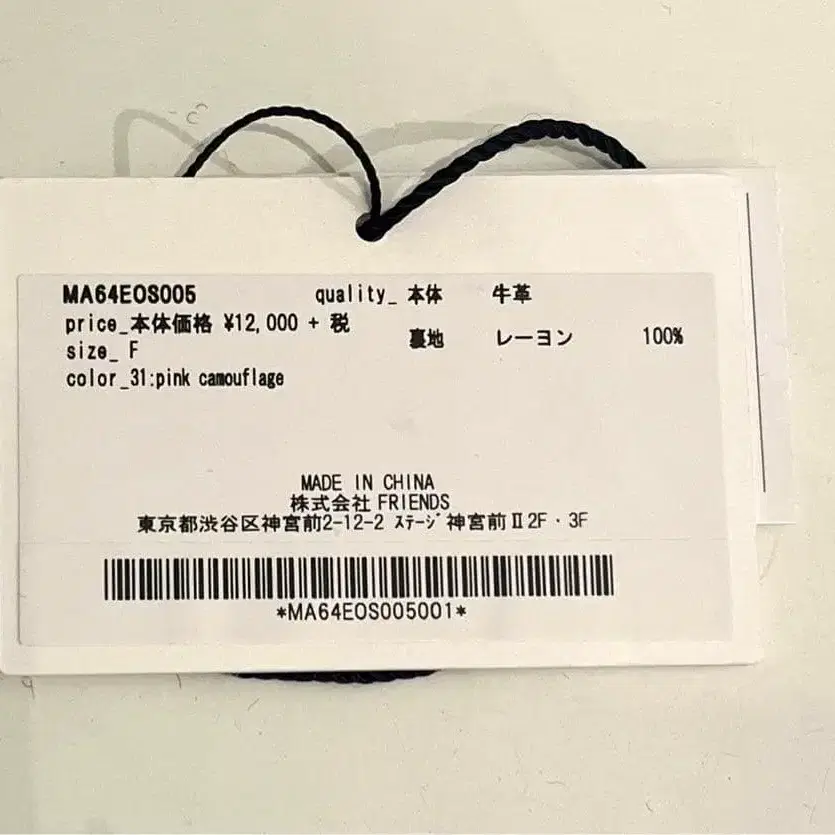 MA64EOS005 quality_ 本体 牛革
price_本体価格 ¥12,000 + 税
裏地 レーヨン 100%
size_ F
color_31:pink camouflage
MADE IN CHINA
株式会社 FRIENDS
東京都渋谷区神宮前2-12-2 ｽﾃｰｼﾞ神宮前Ⅱ2F・3F
*MA64EOS005001*